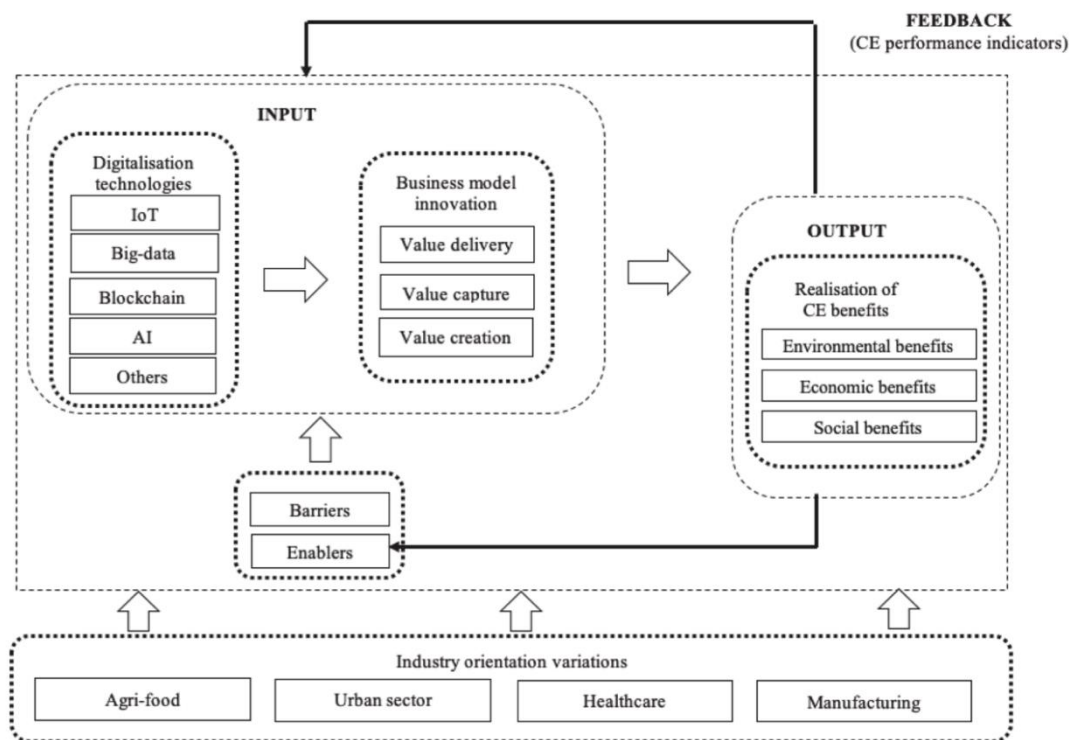 FEEDBACK
(CE performance indicators)
INPUT
Digitalisation
technologies
IoT
Big-data
Blockchain
AI
Others
Business model
innovation
Value delivery
Value capture
Value creation
OUTPUT
Realisation of
CE benefits
Environmental benefits
Economic benefits
Social benefits
Barriers
Enablers
Industry orientation variations
Agri-food
Urban sector
Healthcare
Manufacturing